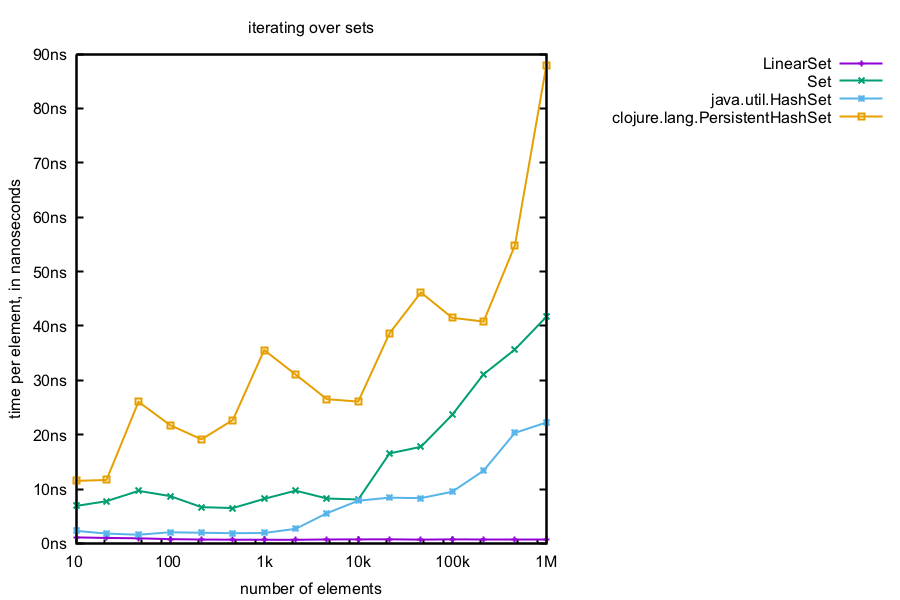 iterating over sets
LinearSet
Set
java.util.HashSet
clojure.lang.PersistentHashSet
90ns
80ns
70ns
60ns
50ns
40ns
30ns
20ns
10ns
0ns
time per element, in nanoseconds
10 100 1k 10k 100k 1M
number of elements